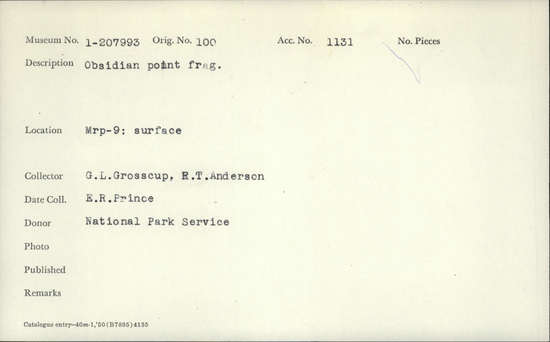 Museum No. 1-207993 Orig. No. 100 Acc. No. 1131 No. Pieces
Description Obsidian point frag.
Location Mrp-9: surface
Collector G.L.Grosscup, R.T.Anderson
Date Coll. E.R.Prince
Donor National Park Service
Photo
Published
Remarks
Catalogue entry—40m-1,'50(B7895)4135